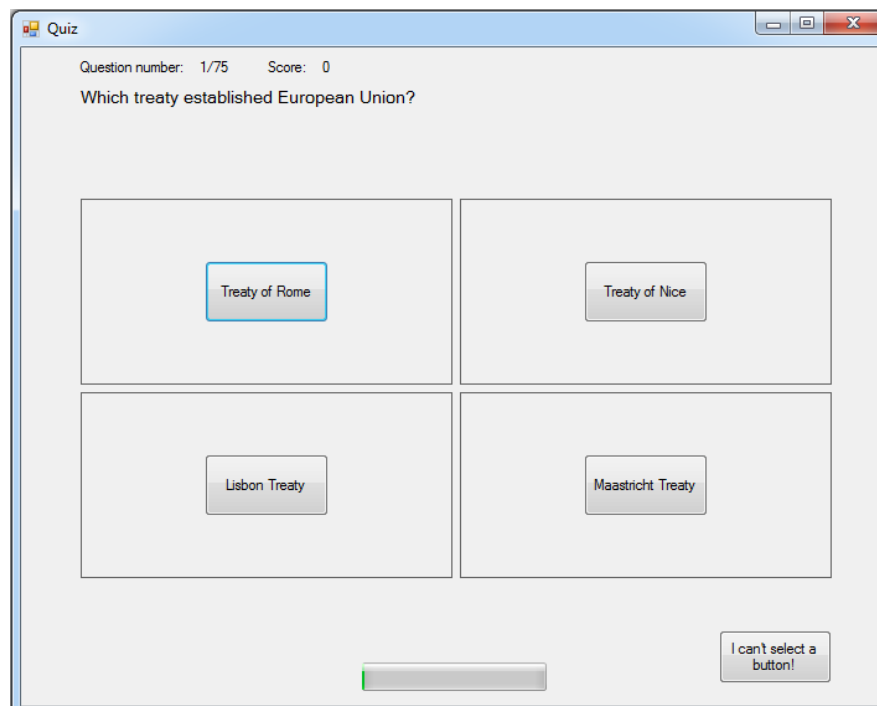 Quiz
Question number: 1/75 Score: 0
Which treaty established European Union?
Treaty of Rome
Treaty of Nice
Lisbon Treaty
Maastricht Treaty
I can't select a
button!